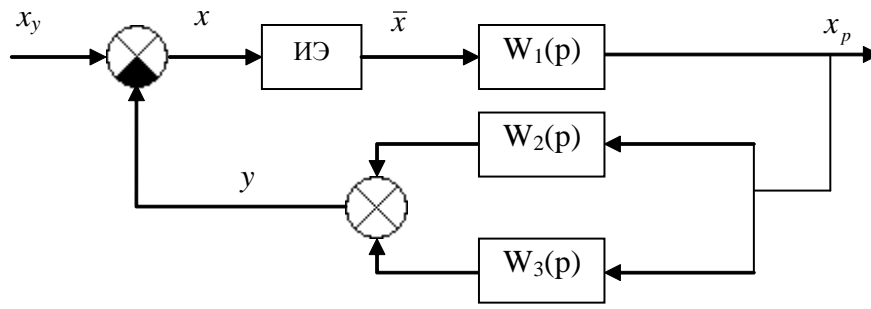 x_y
x
ИЭ
x̅
W₁(p)
x_p
W₂(p)
y
W₃(p)